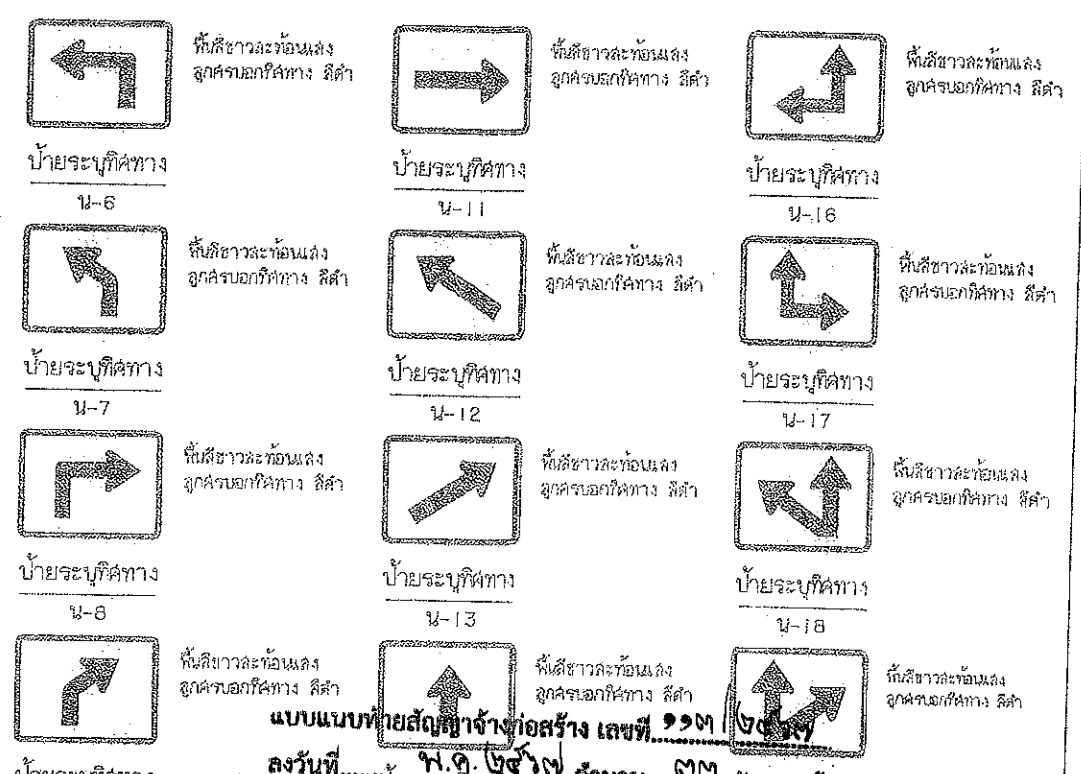 พื้นสีขาวสะท้อนแสง
ลูกศรบอกทิศทาง สีดำ
ป้ายระบุทิศทาง
น-6
พื้นสีขาวสะท้อนแสง
ลูกศรบอกทิศทาง สีดำ
ป้ายระบุทิศทาง
น-11
พื้นสีขาวสะท้อนแสง
ลูกศรบอกทิศทาง สีดำ
ป้ายระบุทิศทาง
น-16
พื้นสีขาวสะท้อนแสง
ลูกศรบอกทิศทาง สีดำ
ป้ายระบุทิศทาง
น-7
พื้นสีขาวสะท้อนแสง
ลูกศรบอกทิศทาง สีดำ
ป้ายระบุทิศทาง
น-12
พื้นสีขาวสะท้อนแสง
ลูกศรบอกทิศทาง สีดำ
ป้ายระบุทิศทาง
น-17
พื้นสีขาวสะท้อนแสง
ลูกศรบอกทิศทาง สีดำ
ป้ายระบุทิศทาง
น-8
พื้นสีขาวสะท้อนแสง
ลูกศรบอกทิศทาง สีดำ
ป้ายระบุทิศทาง
น-13
พื้นสีขาวสะท้อนแสง
ลูกศรบอกทิศทาง สีดำ
ป้ายระบุทิศทาง
น-18
พื้นสีขาวสะท้อนแสง
ลูกศรบอกทิศทาง สีดำ
พื้นสีขาวสะท้อนแสง
ลูกศรบอกทิศทาง สีดำ
พื้นสีขาวสะท้อนแสง
ลูกศรบอกทิศทาง สีดำ
แบบแนบท้ายสัญญาจ้างก่อสร้าง เลขที่ ๑๑๓/๒๕๖๗
ลงวันที่ พ.ค. ๒๕๖๗